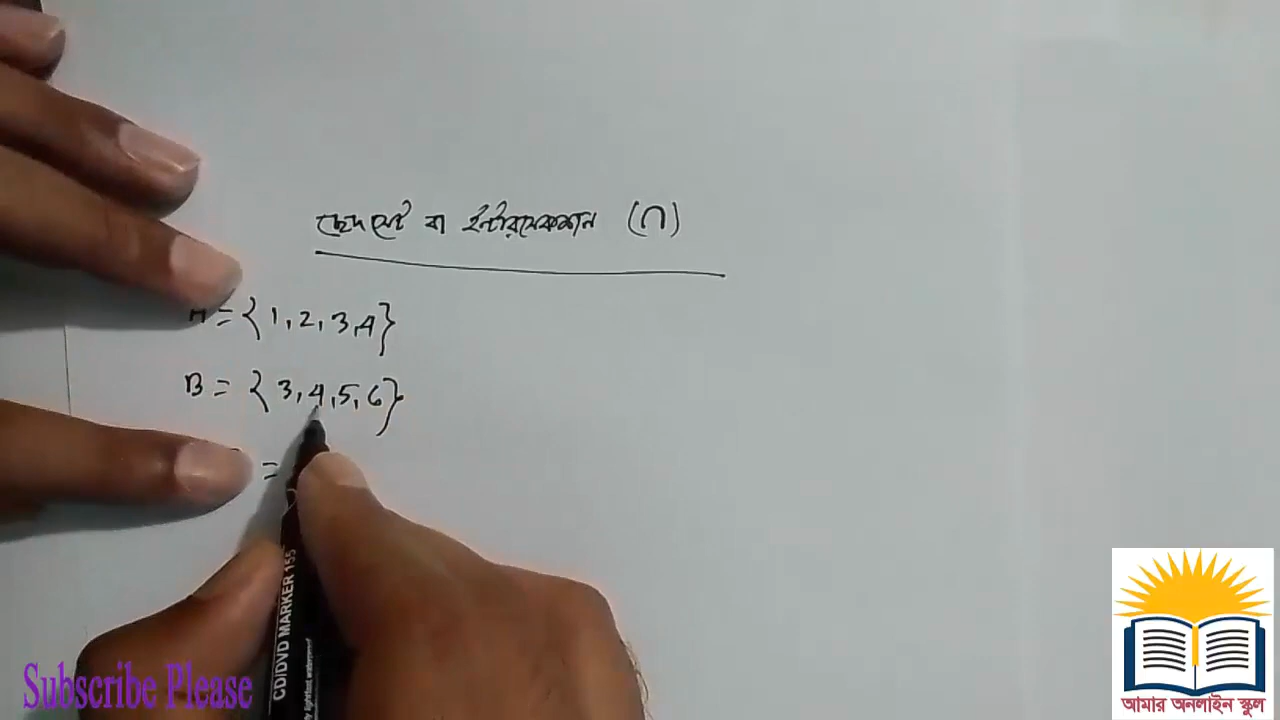 ছেদ সেট বা ইন্টারসেকশন (∩)
A = {1, 2, 3, 4}
B = {3, 4, 5, 6}
=
CD/DVD MARKER 155
Subscribe Please
আমার অনলাইন স্কুল